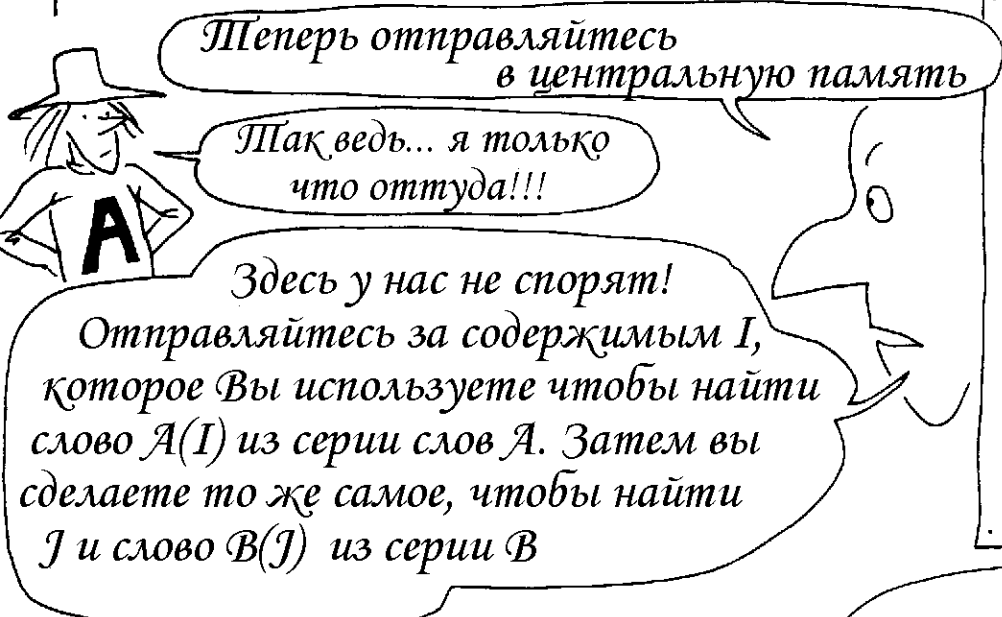 Теперь отправляйтесь
в центральную память
Так ведь... я только
что оттуда!!!
A
Здесь у нас не спорят!
Отправляйтесь за содержимым I,
которое Вы используете чтобы найти
слово A(I) из серии слов A. Затем вы
сделаете то же самое, чтобы найти
J и слово B(J) из серии B